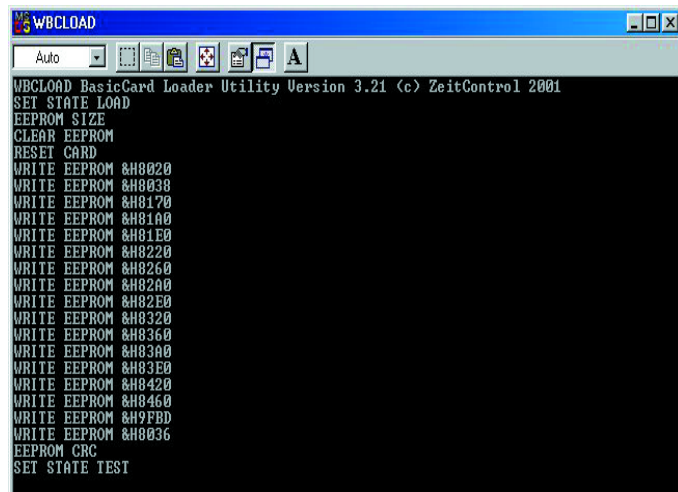 WBCLOAD
Auto
A
WBCLOAD BasicCard Loader Utility Version 3.21 (c) ZeitControl 2001
SET STATE LOAD
EEPROM SIZE
CLEAR EEPROM
RESET CARD
WRITE EEPROM &H8020
WRITE EEPROM &H8038
WRITE EEPROM &H8170
WRITE EEPROM &H81A0
WRITE EEPROM &H81E0
WRITE EEPROM &H8220
WRITE EEPROM &H8260
WRITE EEPROM &H82A0
WRITE EEPROM &H82E0
WRITE EEPROM &H8320
WRITE EEPROM &H8360
WRITE EEPROM &H83A0
WRITE EEPROM &H83E0
WRITE EEPROM &H8420
WRITE EEPROM &H8460
WRITE EEPROM &H9FBD
WRITE EEPROM &H8036
EEPROM CRC
SET STATE TEST